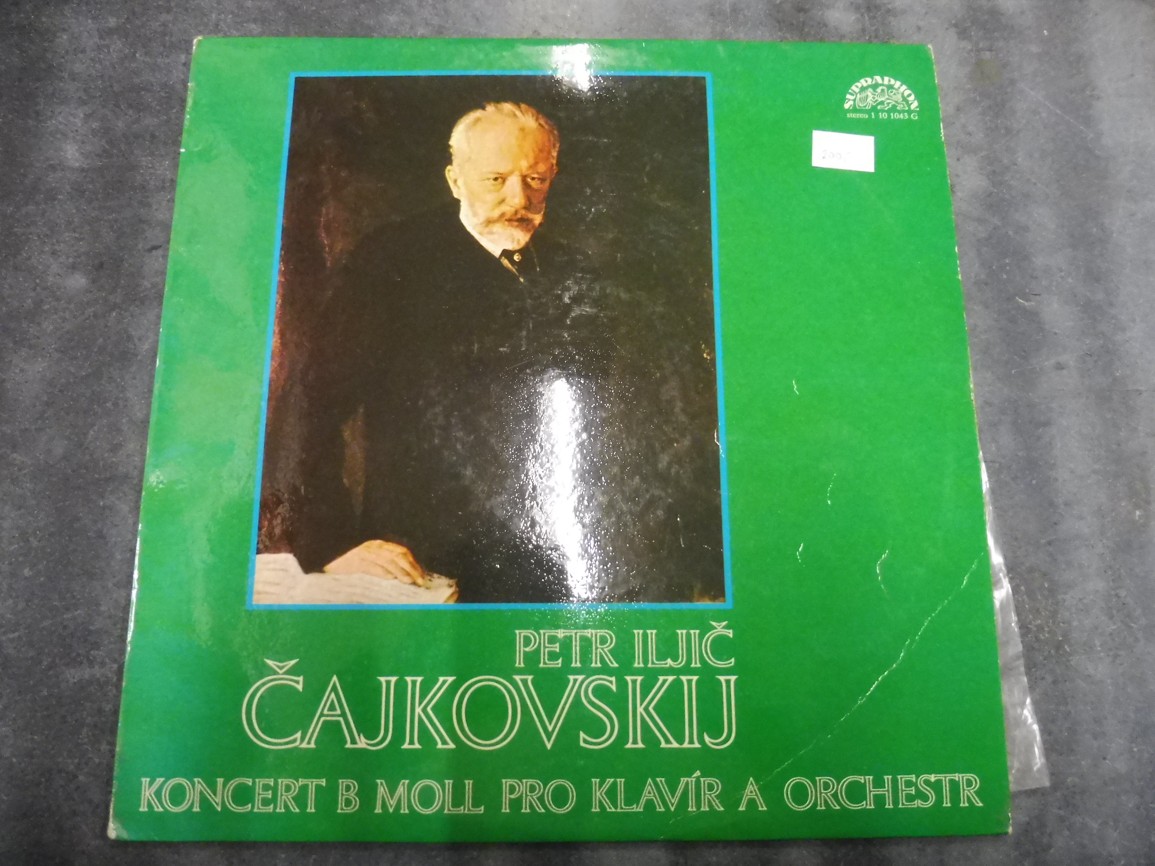 SUPRAPHON
stereo 1 10 1043 G
PETR ILJIČ
ČAJKOVSKIJ
KONCERT B MOLL PRO KLAVÍR A ORCHESTR